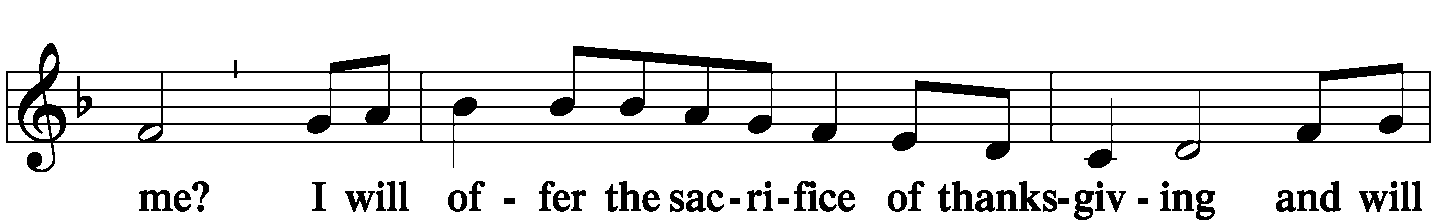 me? I will of - fer the sac - ri - fice of thanks - giv - ing and will